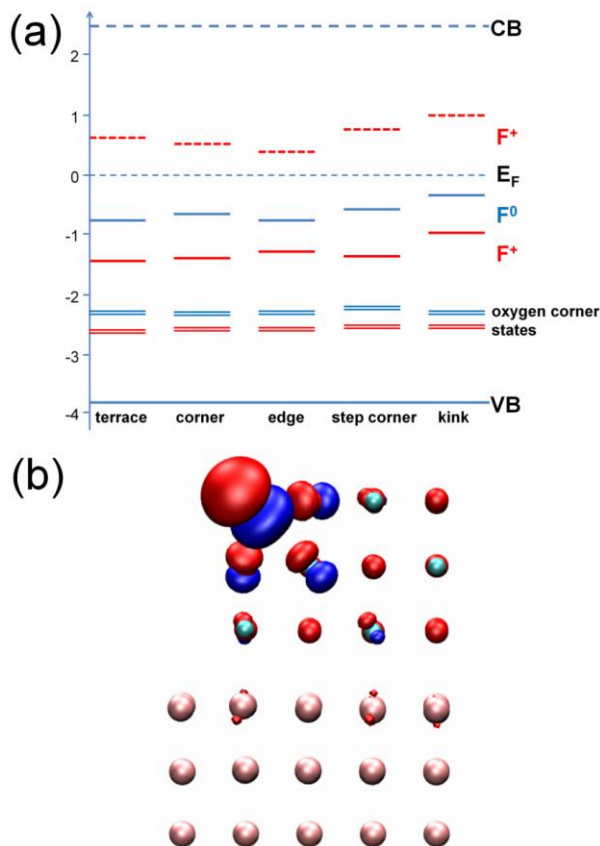 (a)
CB
2
1
F⁺
0
E_F
F⁰
-1
F⁺
-2
oxygen corner
states
-3
VB
-4
terrace corner edge step corner kink
(b)